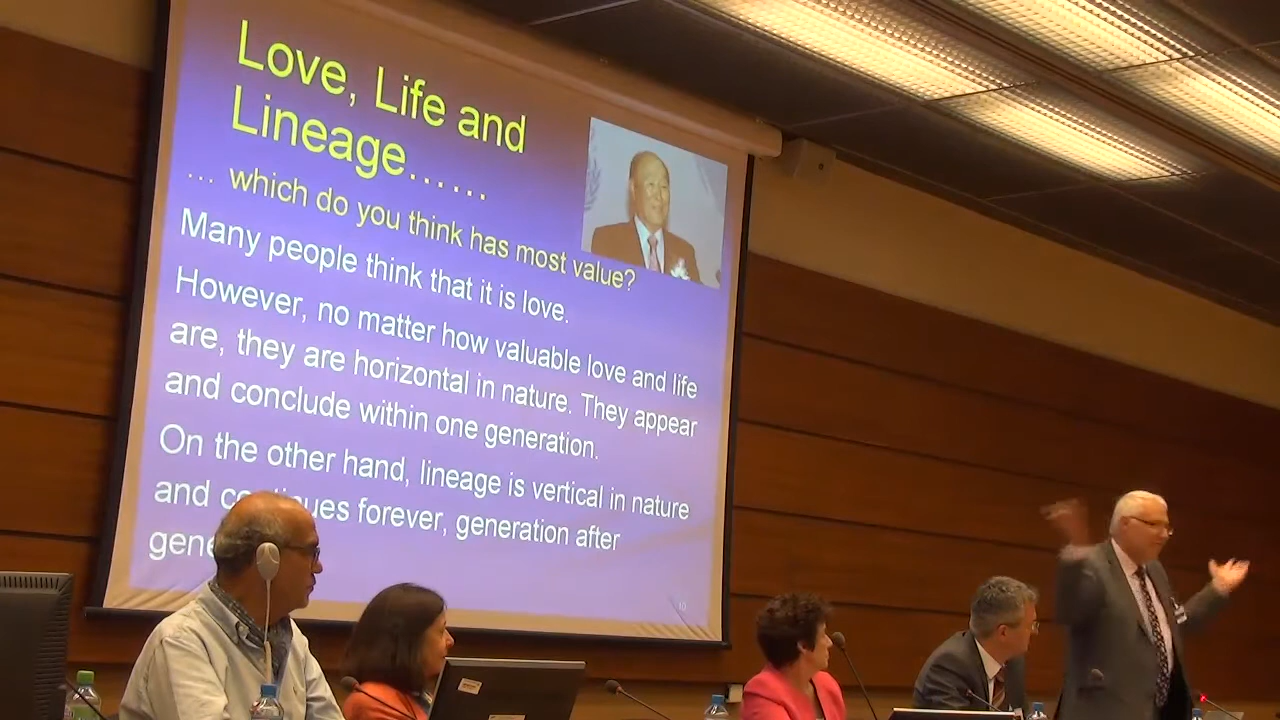 Love, Life and
Lineage……
… which do you think has most value?
Many people think that it is love.
However, no matter how valuable love and life
are, they are horizontal in nature. They appear
and conclude within one generation.
On the other hand, lineage is vertical in nature
and continues forever, generation after
10